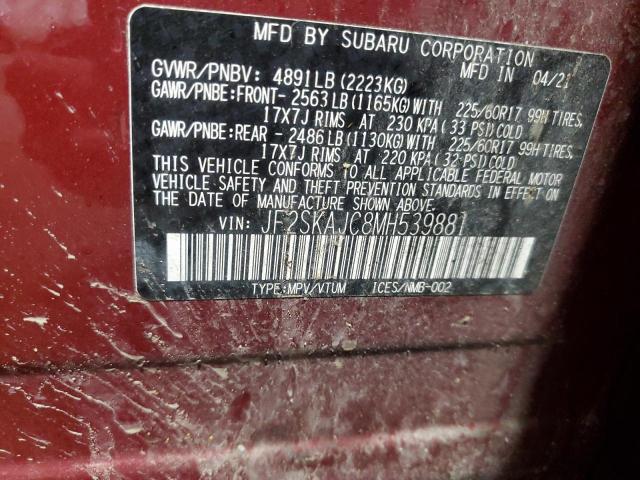 MFD BY SUBARU CORPORATION
MFD IN 04/21
GVWR/PNBV: 4891LB (2223KG)
GAWR/PNBE:FRONT- 2563LB(1165KG)WITH 225/60R17 99H TIRES,
17X7J RIMS, AT 230 KPA(33 PSI)COLD
GAWR/PNBE:REAR - 2486LB(1130KG)WITH 225/60R17 99H TIRES,
17X7J RIMS, AT 220 KPA(32 PSI)COLD
THIS VEHICLE CONFORMS TO ALL APPLICABLE FEDERAL MOTOR
VEHICLE SAFETY AND THEFT PREVENTION STANDARDS IN EFFECT ON
THE DATE OF MANUFACTURE SHOWN ABOVE.
VIN: JF2SKAJC8MH539881
TYPE:MPV/VTUM ICES/NMB-002